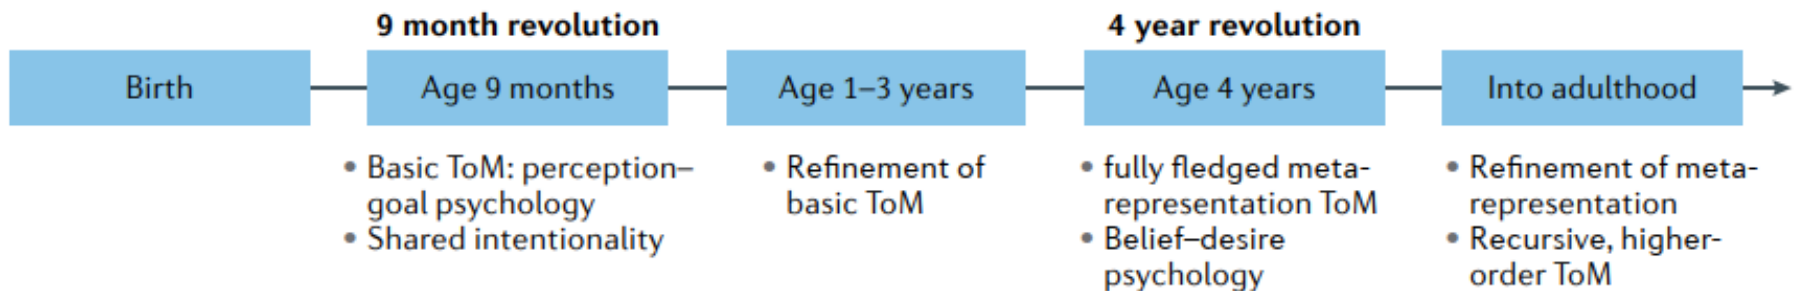 9 month revolution
4 year revolution
Birth
Age 9 months
Age 1–3 years
Age 4 years
Into adulthood
• Basic ToM: perception–
goal psychology
• Shared intentionality
• Refinement of
basic ToM
• fully fledged meta-
representation ToM
• Belief–desire
psychology
• Refinement of meta-
representation
• Recursive, higher-
order ToM